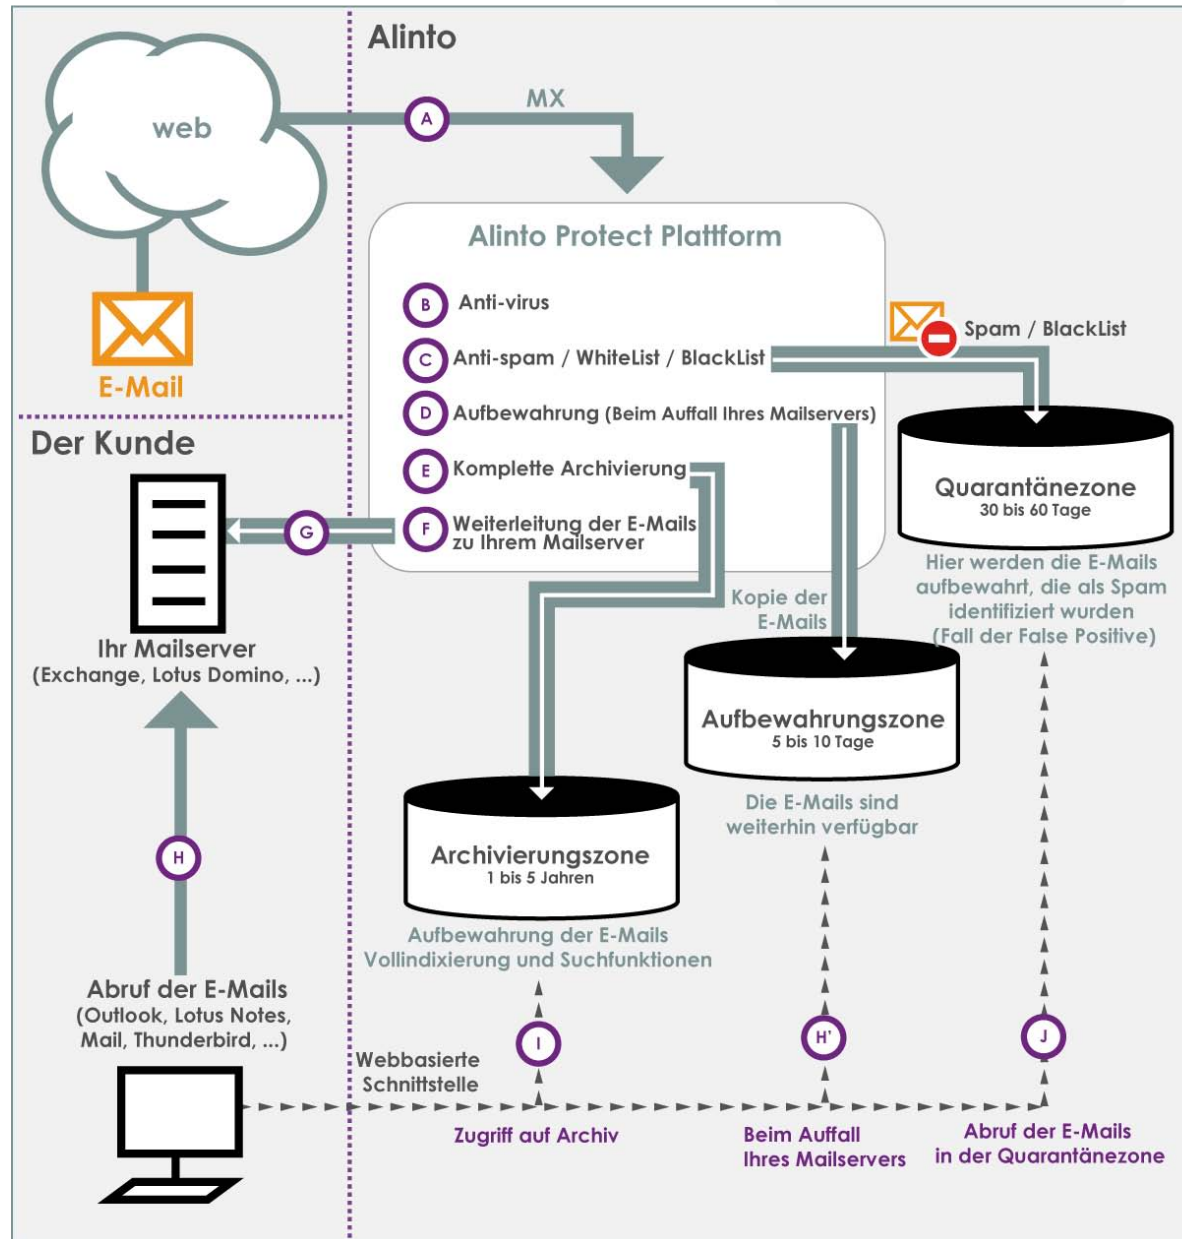 Alinto
MX
A
web
Alinto Protect Plattform
B
Anti-virus
Spam / BlackList
C
Anti-spam / WhiteList / BlackList
E-Mail
D
Aufbewahrung (Beim Auffall Ihres Mailservers)
Der Kunde
E
Komplette Archivierung
Quarantänezone
30 bis 60 Tage
G
F
Weiterleitung der E-Mails
zu Ihrem Mailserver
Hier werden die E-Mails
aufbewahrt, die als Spam
identifiziert wurden
(Fall der False Positive)
Kopie der
E-Mails
Ihr Mailserver
(Exchange, Lotus Domino, ...)
Aufbewahrungszone
5 bis 10 Tage
Die E-Mails sind
weiterhin verfügbar
H
Archivierungszone
1 bis 5 Jahren
Aufbewahrung der E-Mails
Vollindixierung und Suchfunktionen
Abruf der E-Mails
(Outlook, Lotus Notes,
Mail, Thunderbird, ...)
I
H'
J
Webbasierte
Schnittstelle
Zugriff auf Archiv
Beim Auffall
Ihres Mailservers
Abruf der E-Mails
in der Quarantänezone